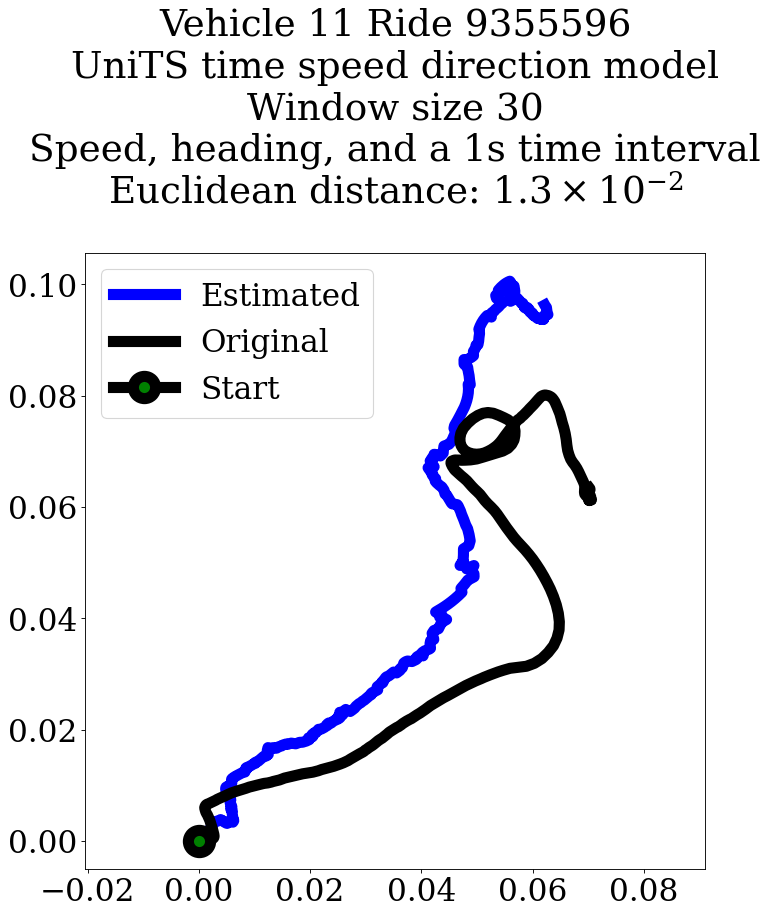 Vehicle 11 Ride 9355596
UniTS time speed direction model
Window size 30
Speed, heading, and a 1s time interval
Euclidean distance: 1.3 × 10⁻²
Estimated
Original
Start
0.10
0.08
0.06
0.04
0.02
0.00
−0.02 0.00 0.02 0.04 0.06 0.08